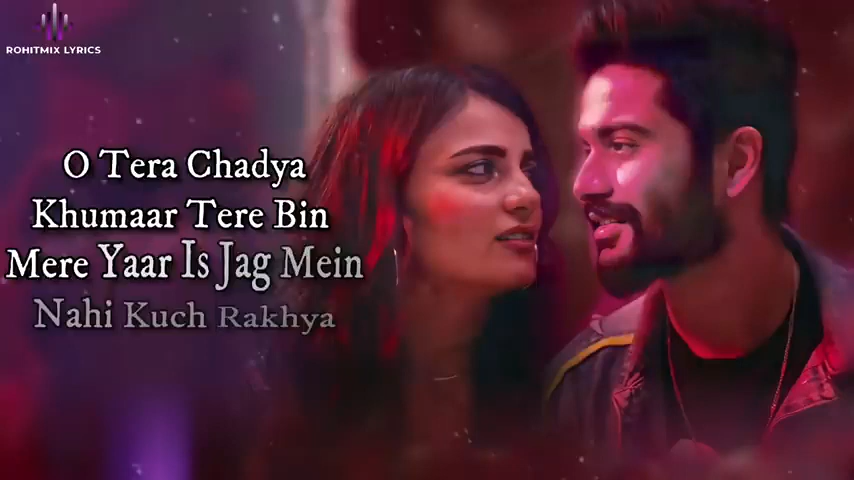 ROHITMIX LYRICS
O Tera Chadya
Khumaar Tere Bin
Mere Yaar Is Jag Mein
Nahi Kuch Rakhya